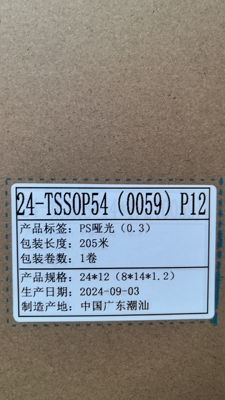 24-TSSOP54（0059）P12
产品标签：PS哑光（0.3）
包装长度：205米
包装卷数：1卷
产品规格：24*12（8*14*1.2）
生产日期：2024-09-03
制造产地：中国广东潮汕